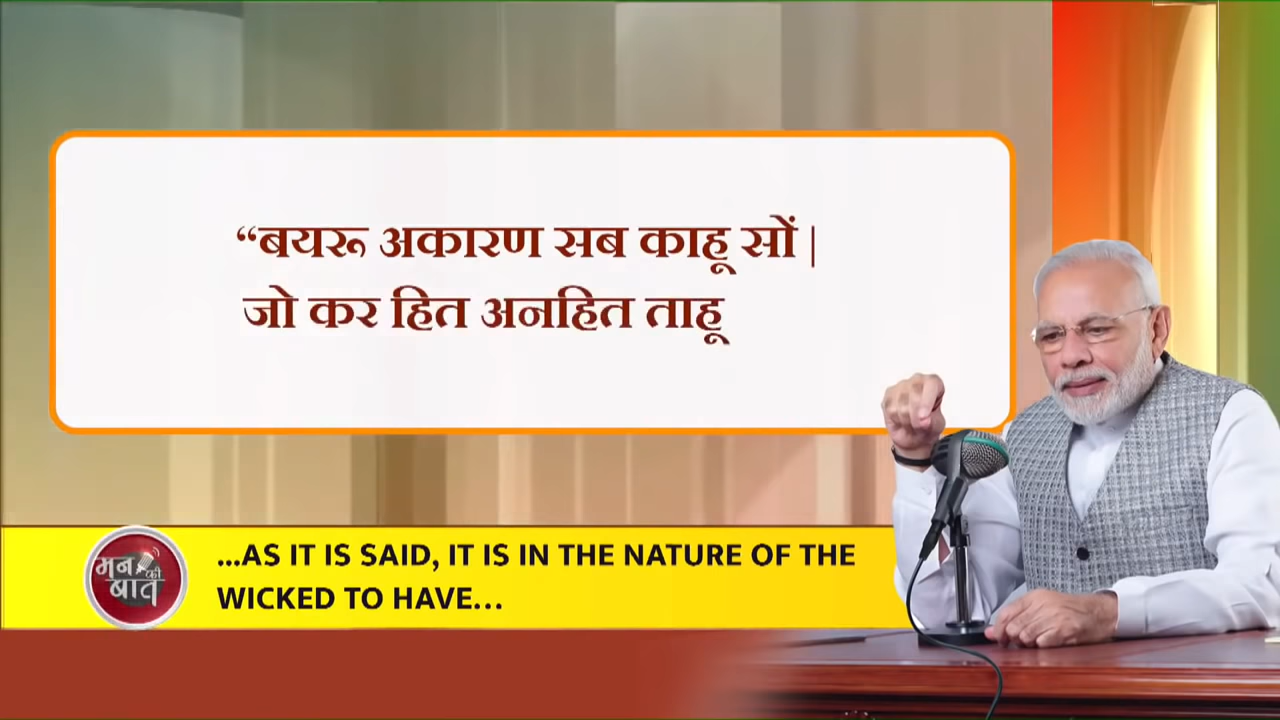 “बयरू अकारण सब काहू सों |
जो कर हित अनहित ताहू
मन
की
बात
...AS IT IS SAID, IT IS IN THE NATURE OF THE
WICKED TO HAVE...